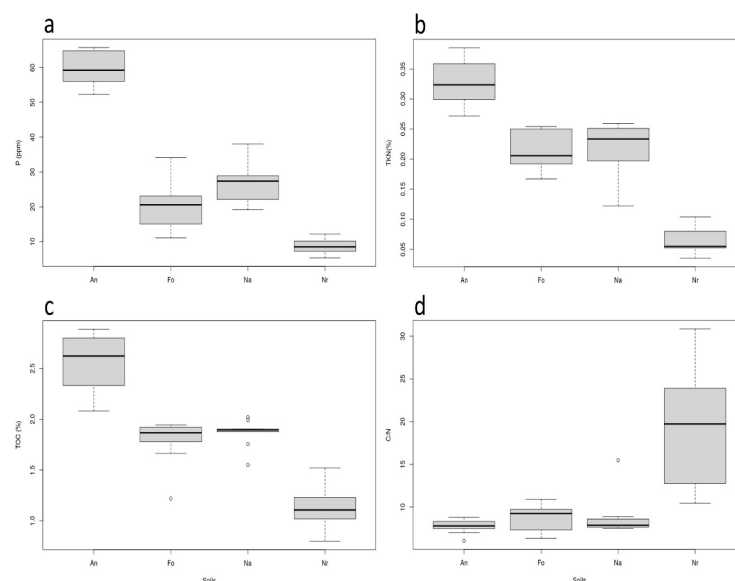 a
P (ppm)
60
50
40
30
20
10
An Fo Na Nr
b
TKN(%)
0.35
0.30
0.25
0.20
0.15
0.10
0.05
An Fo Na Nr
c
TOC (%)
2.5
2.0
1.5
1.0
An Fo Na Nr
Soils
d
C/N
30
25
20
15
10
An Fo Na Nr
Soils